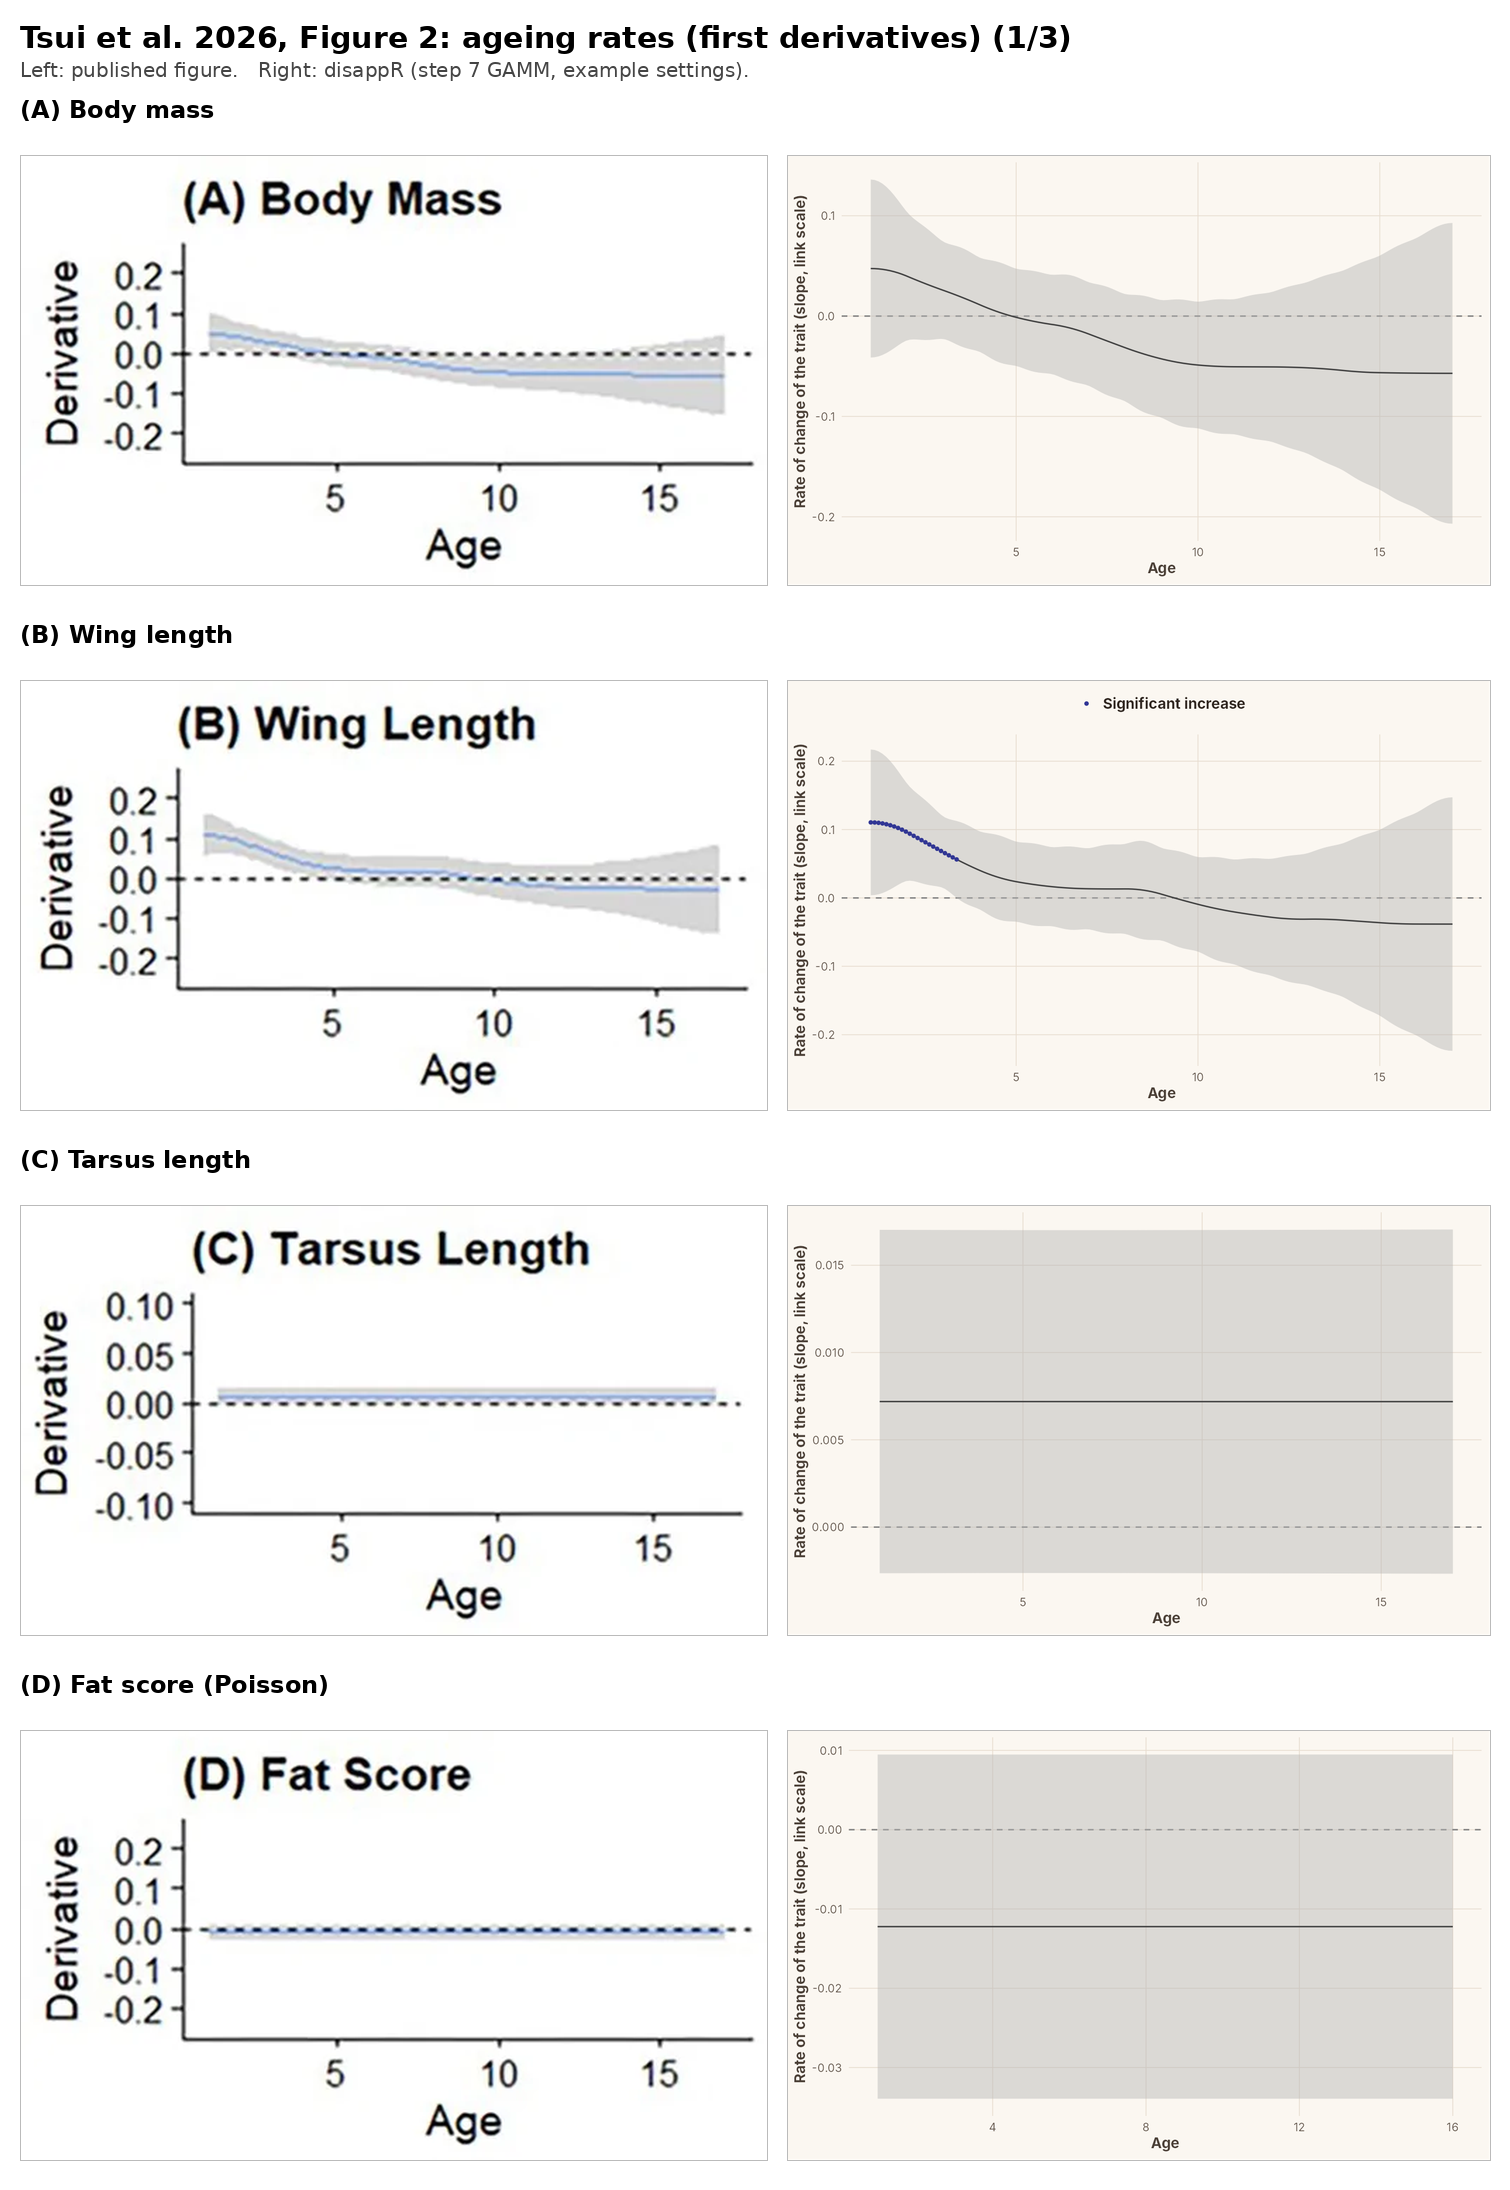 Tsui et al. 2026, Figure 2: ageing rates (first derivatives) (1/3)
Left: published figure. Right: disappR (step 7 GAMM, example settings).
(A) Body mass
(A) Body Mass
Derivative
0.2
0.1
0.0
-0.1
-0.2
5 10 15
Age
Rate of change of the trait (slope, link scale)
0.1
0.0
-0.1
-0.2
5 10 15
Age
(B) Wing length
(B) Wing Length
Derivative
0.2
0.1
0.0
-0.1
-0.2
5 10 15
Age
Significant increase
Rate of change of the trait (slope, link scale)
0.2
0.1
0.0
-0.1
-0.2
5 10 15
Age
(C) Tarsus length
(C) Tarsus Length
Derivative
0.10
0.05
0.00
-0.05
-0.10
5 10 15
Age
Rate of change of the trait (slope, link scale)
0.015
0.010
0.005
0.000
5 10 15
Age
(D) Fat score (Poisson)
(D) Fat Score
Derivative
0.2
0.1
0.0
-0.1
-0.2
5 10 15
Age
Rate of change of the trait (slope, link scale)
0.01
0.00
-0.01
-0.02
-0.03
4 8 12 16
Age